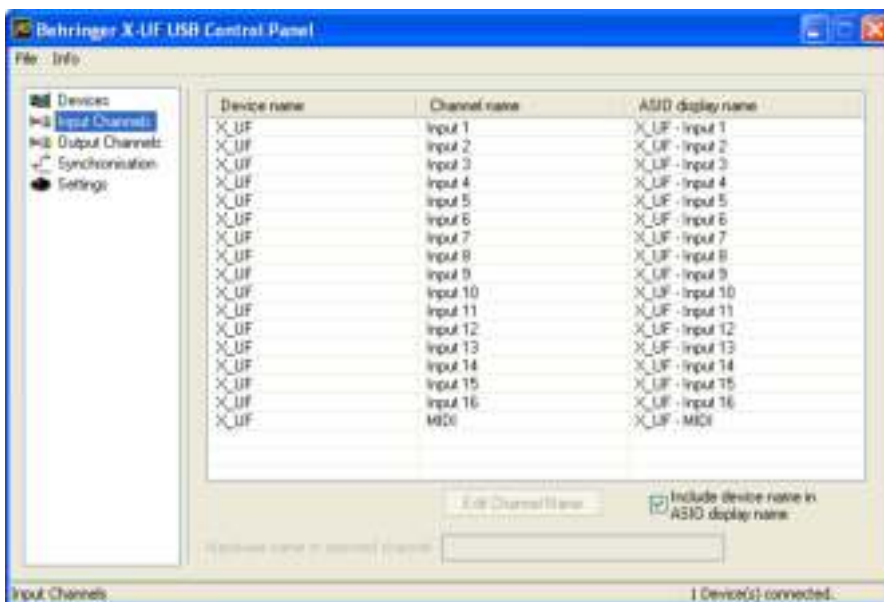 Behringer X-UF USB Control Panel
File Info
Devices
Input Channels
Output Channels
Synchronisation
Settings
Device name Channel name ASIO display name
X_UF Input 1 X_UF - Input 1
X_UF Input 2 X_UF - Input 2
X_UF Input 3 X_UF - Input 3
X_UF Input 4 X_UF - Input 4
X_UF Input 5 X_UF - Input 5
X_UF Input 6 X_UF - Input 6
X_UF Input 7 X_UF - Input 7
X_UF Input 8 X_UF - Input 8
X_UF Input 9 X_UF - Input 9
X_UF Input 10 X_UF - Input 10
X_UF Input 11 X_UF - Input 11
X_UF Input 12 X_UF - Input 12
X_UF Input 13 X_UF - Input 13
X_UF Input 14 X_UF - Input 14
X_UF Input 15 X_UF - Input 15
X_UF Input 16 X_UF - Input 16
X_UF MIDI X_UF - MIDI
Edit Channel Name
Include device name in
ASIO display name
name selected channel
Input Channels 1 Device(s) connected.